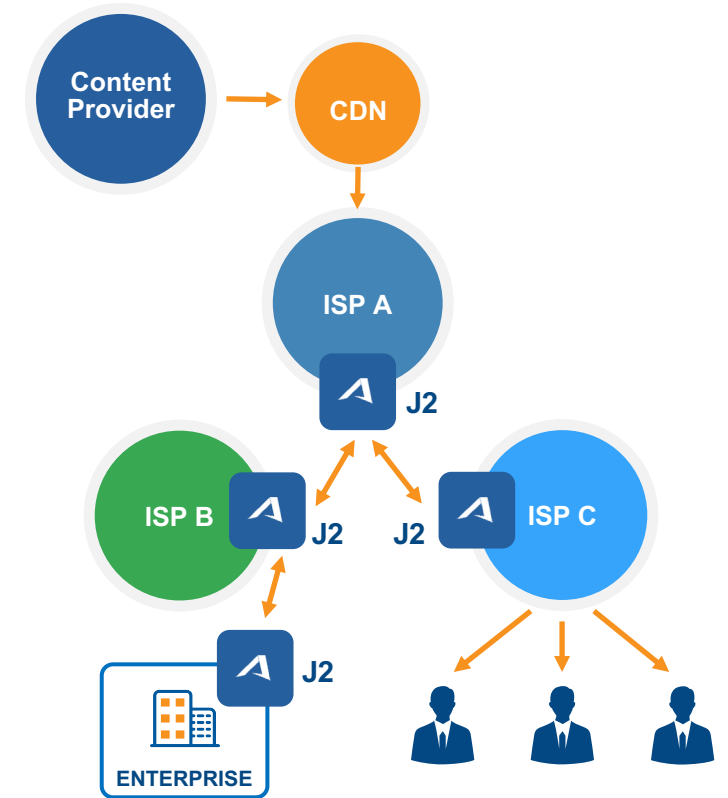 Content
Provider
CDN
ISP A
J2
ISP B
J2
J2
ISP C
J2
ENTERPRISE